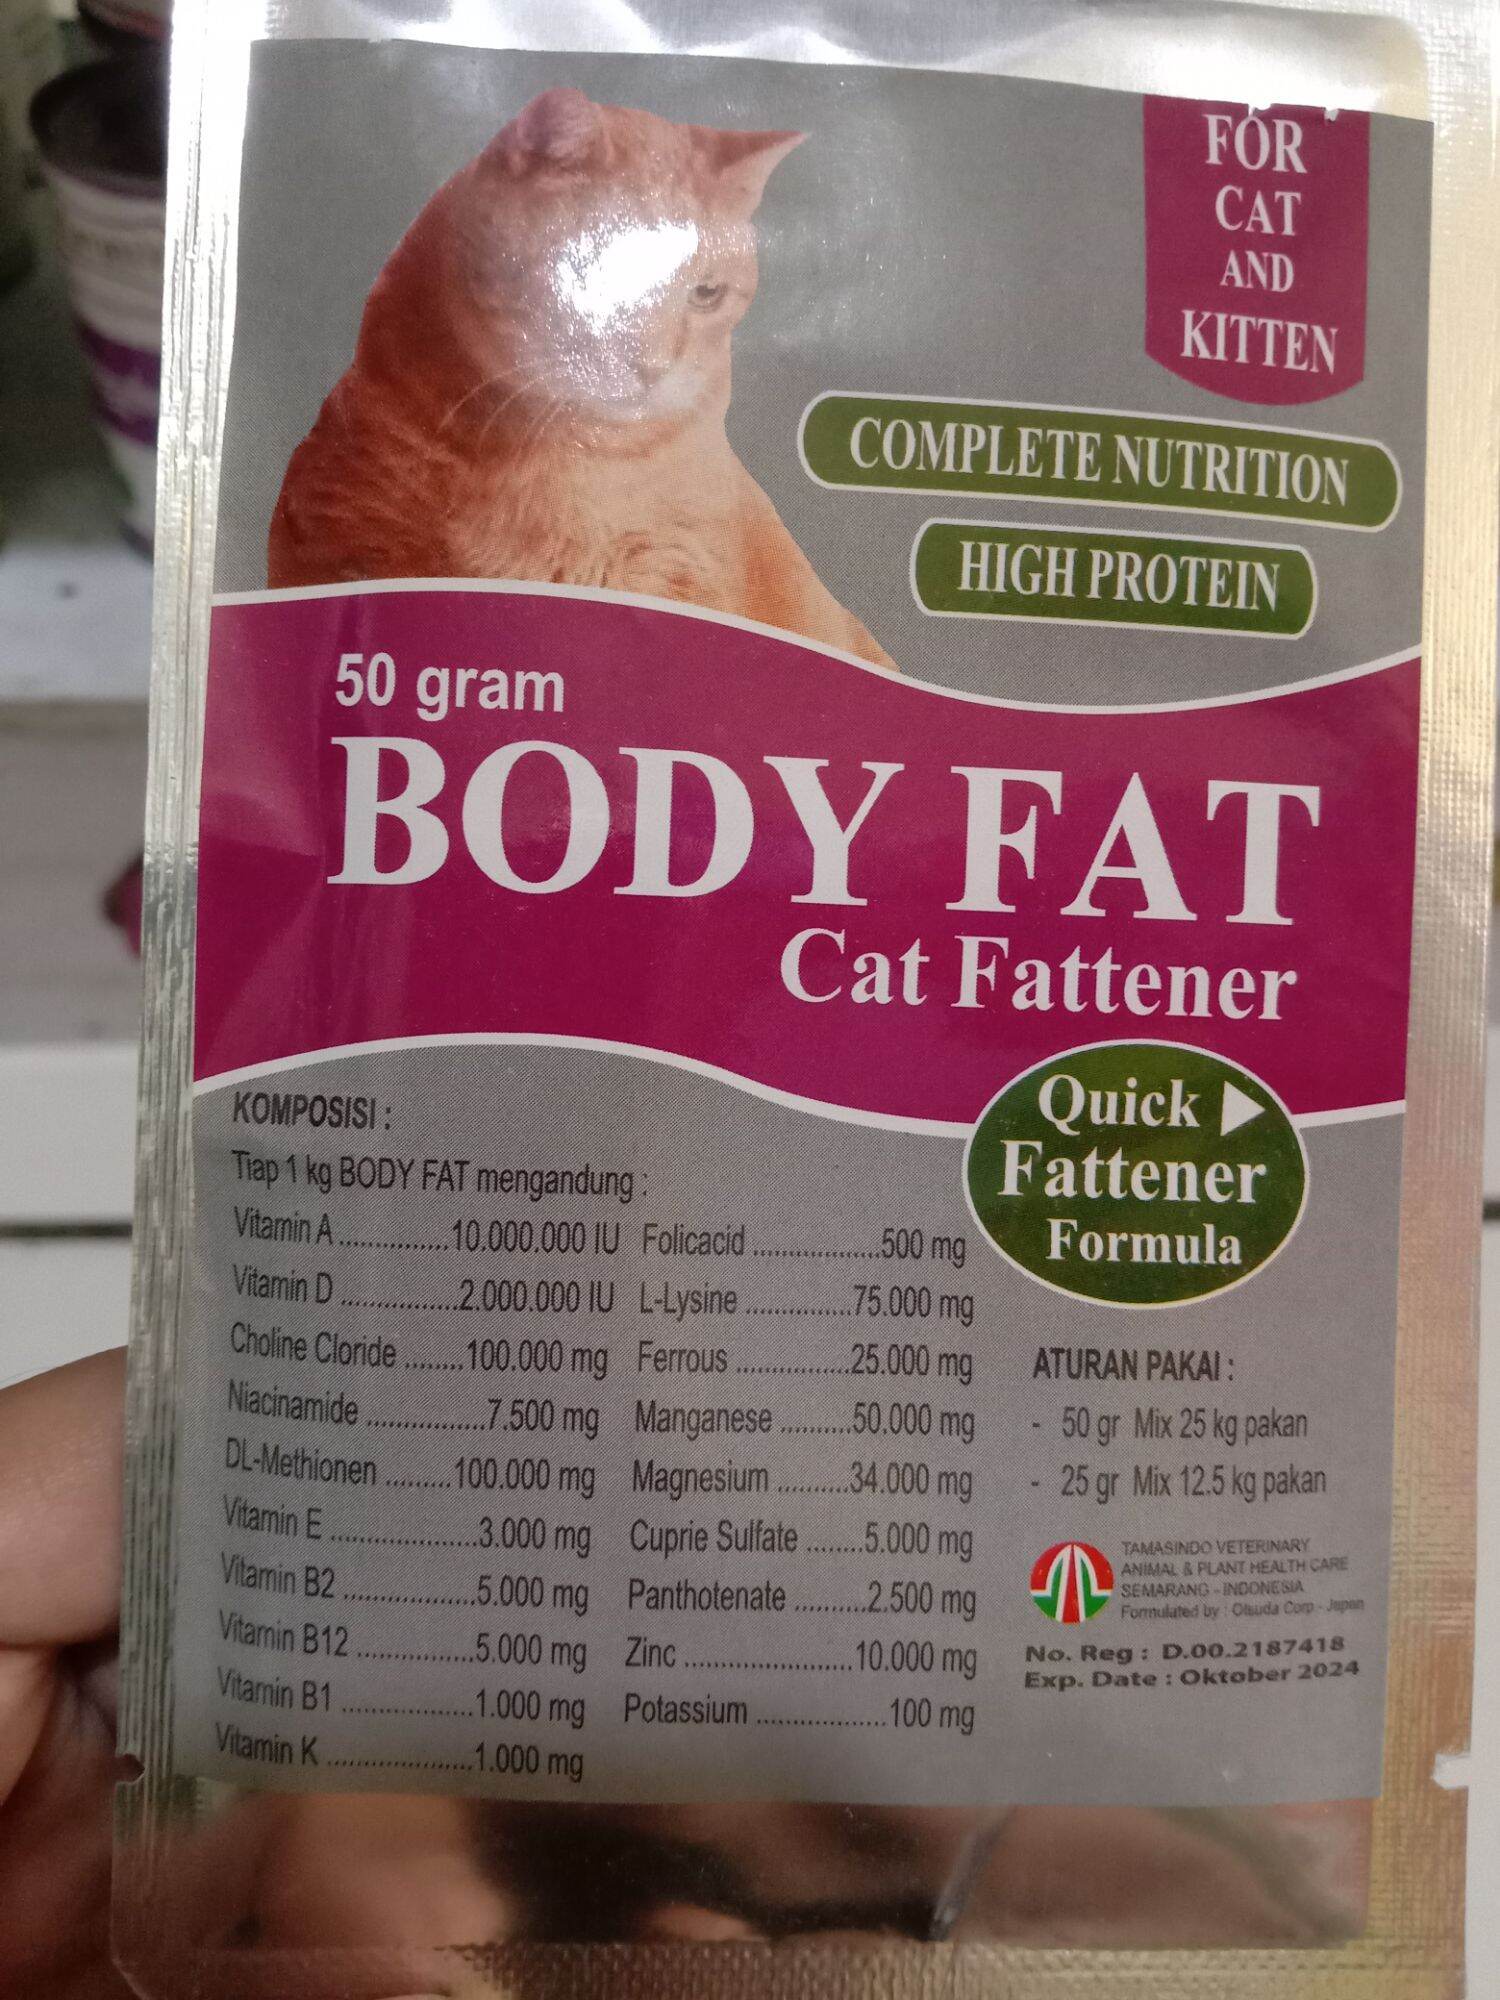 FOR
CAT
AND
KITTEN
COMPLETE NUTRITION
HIGH PROTEIN
50 gram
BODY FAT
Cat Fattener
Quick
Fattener
Formula
KOMPOSISI :
Tiap 1 kg BODY FAT mengandung :
Vitamin A ................10.000.000 IU
Vitamin D .................2.000.000 IU
Choline Cloride ........100.000 mg
Niacinamide .................7.500 mg
DL-Methionen .........100.000 mg
Vitamin E .....................3.000 mg
Vitamin B2 ...................5.000 mg
Vitamin B12 .................5.000 mg
Vitamin B1 ...................1.000 mg
Vitamin K .....................1.000 mg
Folicacid ...................500 mg
L-Lysine ................75.000 mg
Ferrous .................25.000 mg
Manganese ..........50.000 mg
Magnesium ..........34.000 mg
Cuprie Sulfate ........5.000 mg
Panthotenate ..........2.500 mg
Zinc ........................10.000 mg
Potassium ...................100 mg
ATURAN PAKAI :
- 50 gr Mix 25 kg pakan
- 25 gr Mix 12.5 kg pakan
TAMASINDO VETERINARY
ANIMAL & PLANT HEALTH CARE
SEMARANG - INDONESIA
Formulated by : Otsuda Corp - Japan
No. Reg : D.00.2187418
Exp. Date : Oktober 2024